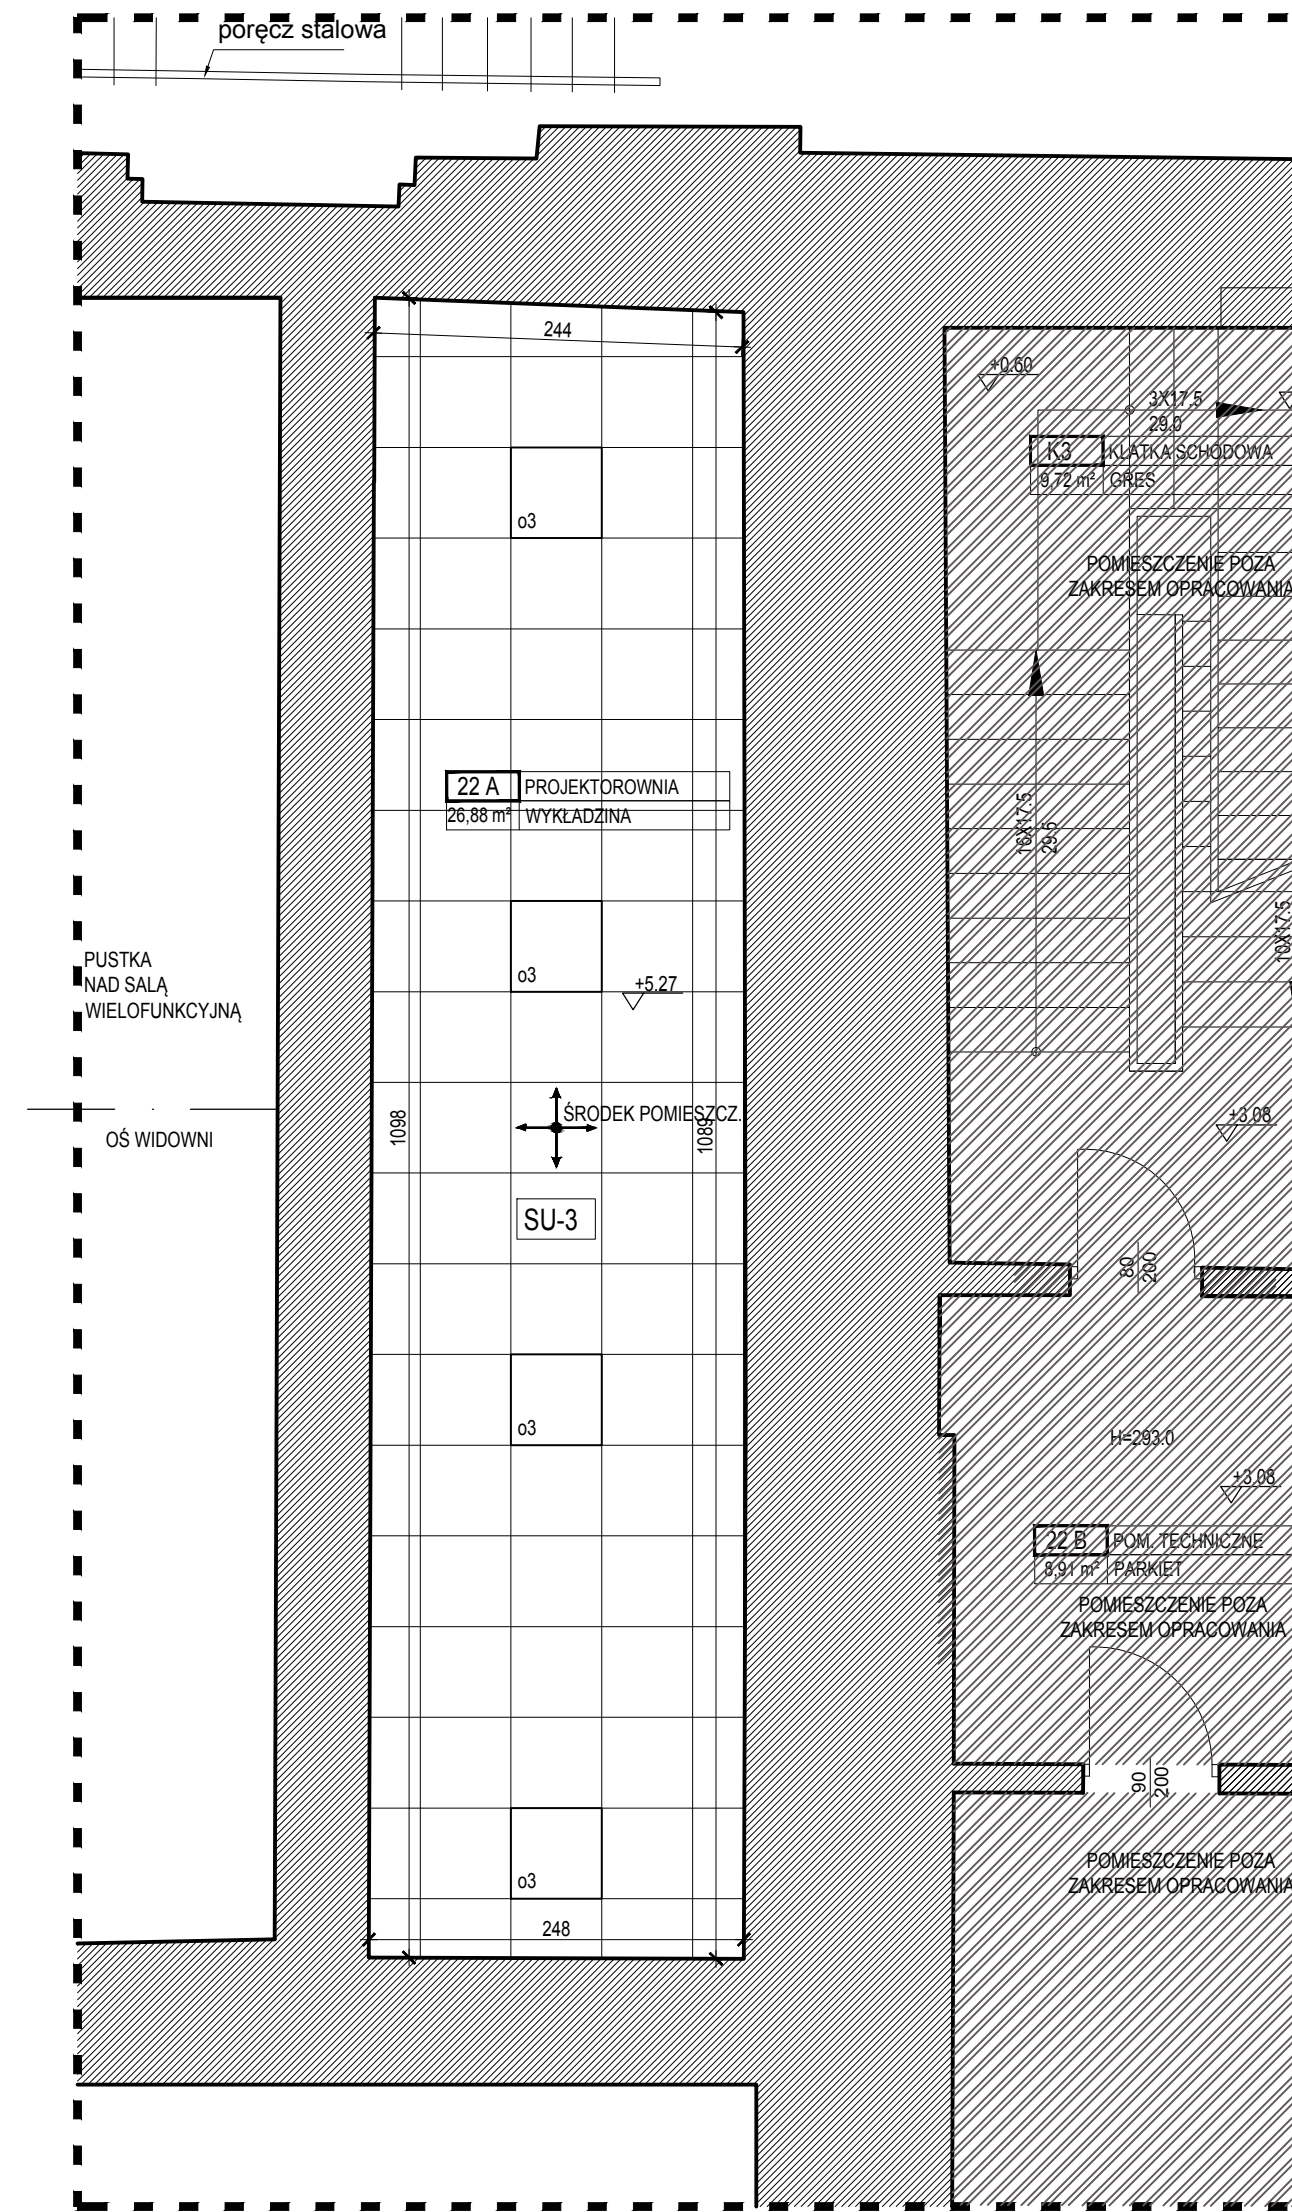 poręcz stalowa
244
+0.60
3X17.5
29.0
K3 KLATKA SCHODOWA
9,72 m² GRES
o3
POMIESZCZENIE POZA
ZAKRESEM OPRACOWANIA
22 A PROJEKTOROWNIA
26,88 m² WYKŁADZINA
16X17.5
29.5
10X17.5
PUSTKA
NAD SALĄ
WIELOFUNKCYJNĄ
o3
+5.27
OŚ WIDOWNI
1098
ŚRODEK POMIESZCZ.
1089
+3.08
SU-3
80
200
o3
H=293.0
+3.08
22 B POM. TECHNICZNE
8,91 m² PARKIET
POMIESZCZENIE POZA
ZAKRESEM OPRACOWANIA
90
200
o3
POMIESZCZENIE POZA
ZAKRESEM OPRACOWANIA
248